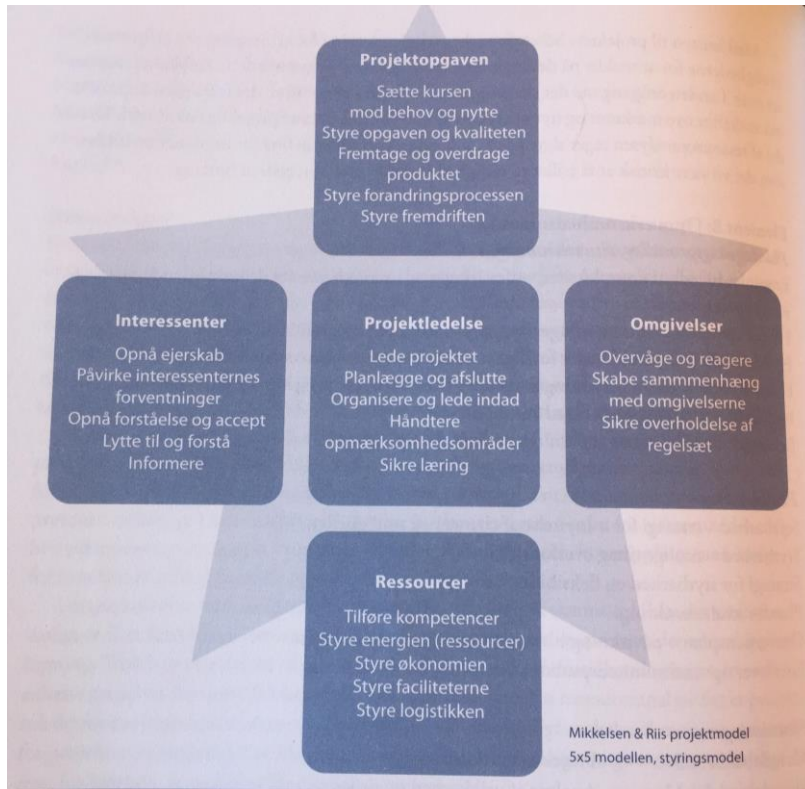 Projektopgaven
Sætte kursen
mod behov og nytte
Styre opgaven og kvaliteten
Fremtage og overdrage
produktet
Styre forandringsprocessen
Styre fremdriften
Interessenter
Opnå ejerskab
Påvirke interessenternes
forventninger
Opnå forståelse og accept
Lytte til og forstå
Informere
Projektledelse
Lede projektet
Planlægge og afslutte
Organisere og lede indad
Håndtere
opmærksomhedsområder
Sikre læring
Omgivelser
Overvåge og reagere
Skabe sammmenhæng
med omgivelserne
Sikre overholdelse af
regelsæt
Ressourcer
Tilføre kompetencer
Styre energien (ressourcer)
Styre økonomien
Styre faciliteterne
Styre logistikken
Mikkelsen & Riis projektmodel
5x5 modellen, styringsmodel